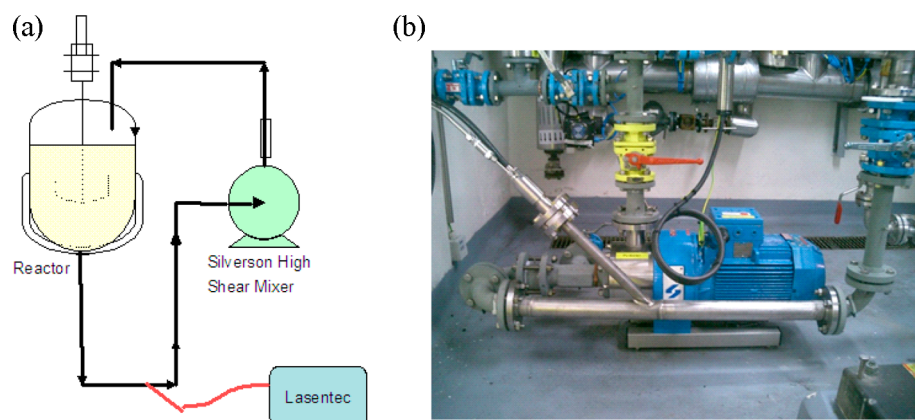 (a)
(b)
Reactor
Silverson High
Shear Mixer
Lasentec